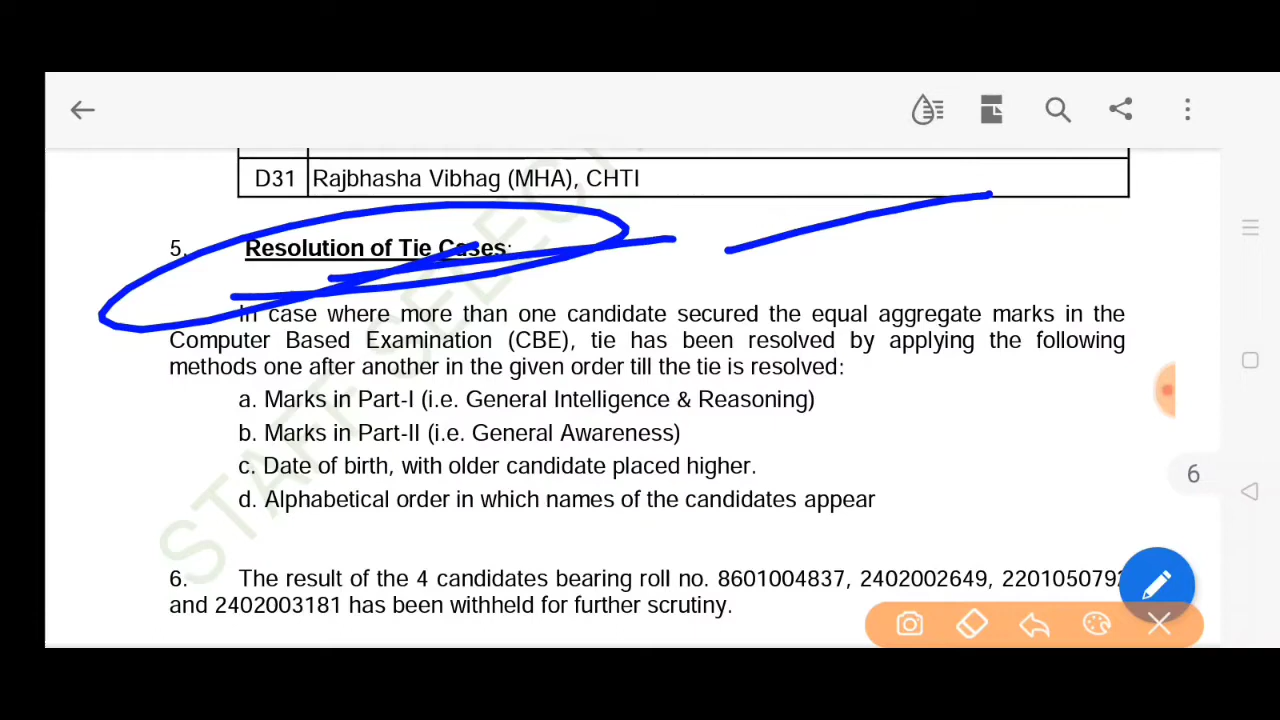 D31 Rajbhasha Vibhag (MHA), CHTI
5. Resolution of Tie Cases:
In case where more than one candidate secured the equal aggregate marks in the
Computer Based Examination (CBE), tie has been resolved by applying the following
methods one after another in the given order till the tie is resolved:
a. Marks in Part-I (i.e. General Intelligence & Reasoning)
b. Marks in Part-II (i.e. General Awareness)
c. Date of birth, with older candidate placed higher.
6
d. Alphabetical order in which names of the candidates appear
STAFF SELECTI
6. The result of the 4 candidates bearing roll no. 8601004837, 2402002649,
and 2402003181 has been withheld for further scrutiny.